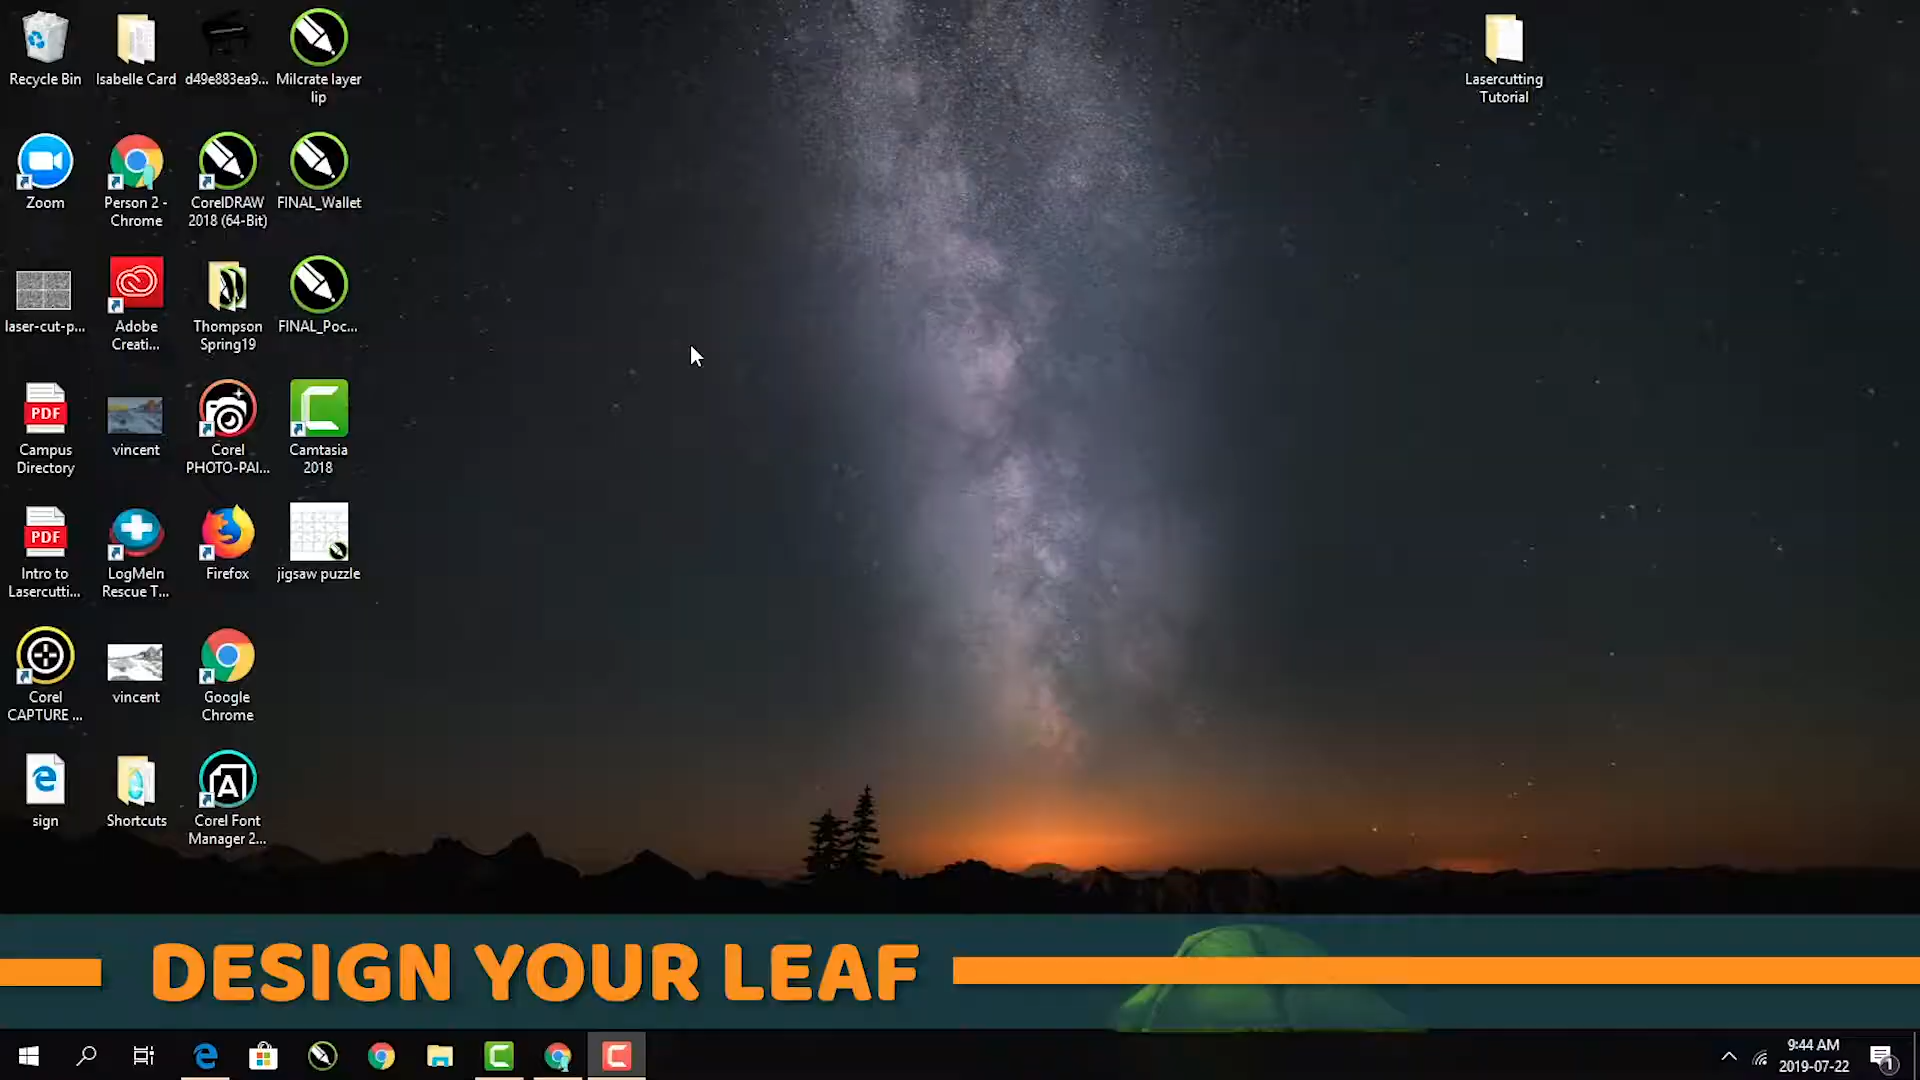 Recycle Bin
Isabelle Card
d49e883ea9...
Milcrate layer
lip
Lasercutting
Tutorial
Zoom
Person 2 -
Chrome
CorelDRAW
2018 (64-Bit)
FINAL_Wallet
laser-cut-p...
Adobe
Creati...
Thompson
Spring19
FINAL_Poc...
PDF
Campus
Directory
vincent
Corel
PHOTO-PAI...
Camtasia
2018
PDF
Intro to
Lasercutti...
LogMeIn
Rescue T...
Firefox
jigsaw puzzle
Corel
CAPTURE ...
vincent
Google
Chrome
sign
Shortcuts
Corel Font
Manager 2...
DESIGN YOUR LEAF
9:44 AM
2019-07-22
1